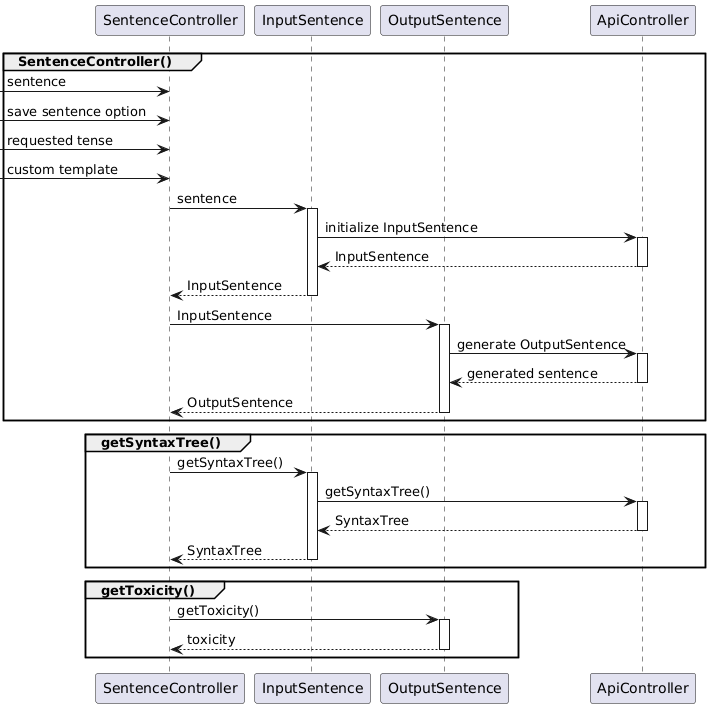 SentenceController InputSentence OutputSentence ApiController
SentenceController()
sentence
save sentence option
requested tense
custom template
sentence
initialize InputSentence
InputSentence
InputSentence
InputSentence
generate OutputSentence
generated sentence
OutputSentence
getSyntaxTree()
getSyntaxTree()
getSyntaxTree()
SyntaxTree
SyntaxTree
getToxicity()
getToxicity()
toxicity
SentenceController InputSentence OutputSentence ApiController